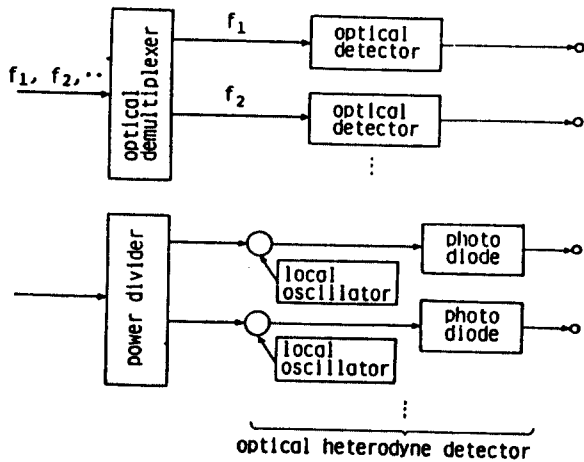 f1, f2,··
optical
demultiplexer
f1
optical
detector
f2
optical
detector
⋮
power divider
local
oscillator
photo
diode
local
oscillator
photo
diode
⋮
optical heterodyne detector